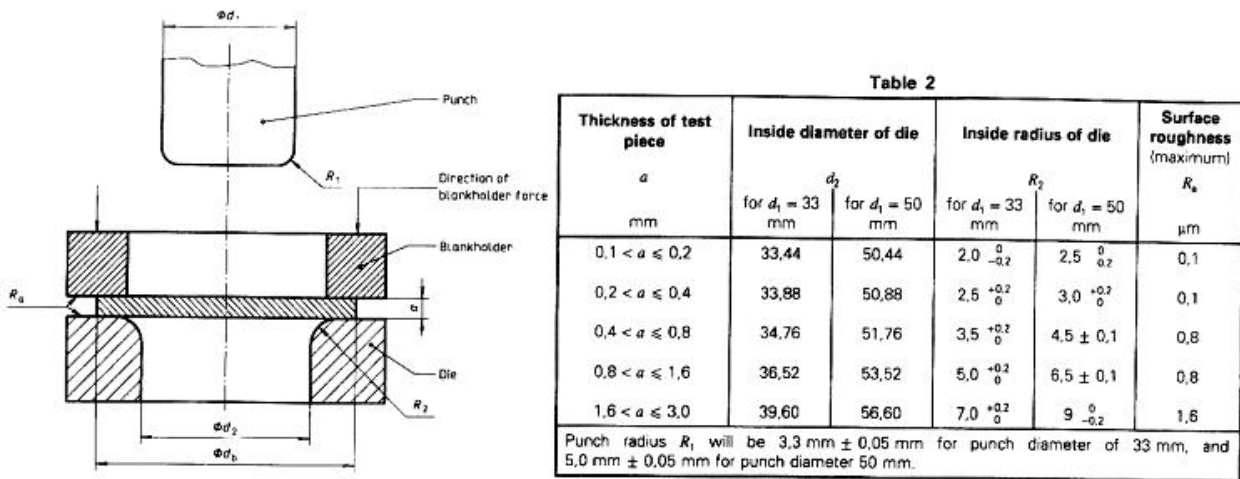 Φd₁
Punch
R₁
Direction of
blankholder force
Blankholder
Rₐ
a
Die
R₂
Φd₂
Φd_b
Table 2
Thickness of test piece
Inside diameter of die
Inside radius of die
Surface roughness
(maximum)
a
d₂
R₂
Rₐ
mm
for d₁ = 33 mm
for d₁ = 50 mm
for d₁ = 33 mm
for d₁ = 50 mm
µm
0,1 < a ⩽ 0,2 33,44 50,44 2,0 0 −0,2 2,5 0 0,2 0,1
0,2 < a ⩽ 0,4 33,88 50,88 2,5 +0,2 0 3,0 +0,2 0 0,1
0,4 < a ⩽ 0,8 34,76 51,76 3,5 +0,2 0 4,5 ± 0,1 0,8
0,8 < a ⩽ 1,6 36,52 53,52 5,0 +0,2 0 6,5 ± 0,1 0,8
1,6 < a ⩽ 3,0 39,60 56,60 7,0 +0,2 0 9 0 −0,2 1,6
Punch radius R₁ will be 3,3 mm ± 0,05 mm for punch diameter of 33 mm, and
5,0 mm ± 0,05 mm for punch diameter 50 mm.